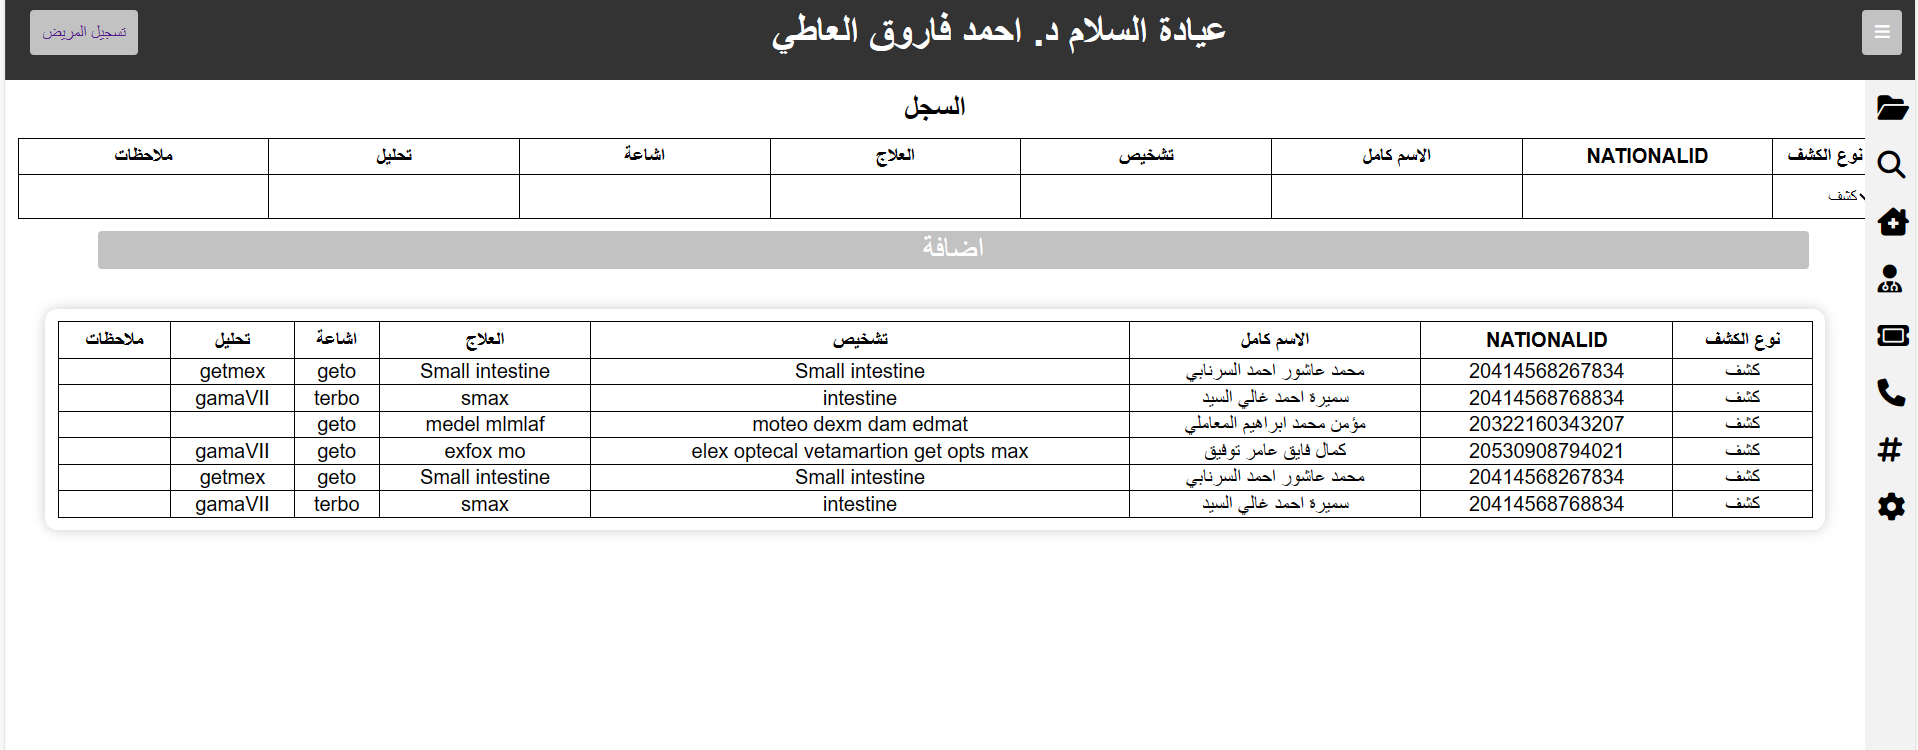 عيادة السلام د. احمد فاروق العاطي
تسجيل المريض
السجل
نوع الكشف NATIONALID الاسم كامل تشخيص العلاج اشاعة تحليل ملاحظات
كشف
اضافة
نوع الكشف NATIONALID الاسم كامل تشخيص العلاج اشاعة تحليل ملاحظات
كشف 20414568267834 محمد عاشور احمد السرنابي Small intestine Small intestine geto getmex
كشف 20414568768834 سميرة احمد غالي السيد intestine smax terbo gamaVII
كشف 20322160343207 مؤمن محمد ابراهيم المعاملي moteo dexm dam edmat medel mlmlaf geto
كشف 20530908794021 كمال فايق عامر توفيق elex optecal vetamartion get opts max exfox mo geto gamaVII
كشف 20414568267834 محمد عاشور احمد السرنابي Small intestine Small intestine geto getmex
كشف 20414568768834 سميرة احمد غالي السيد intestine smax terbo gamaVII